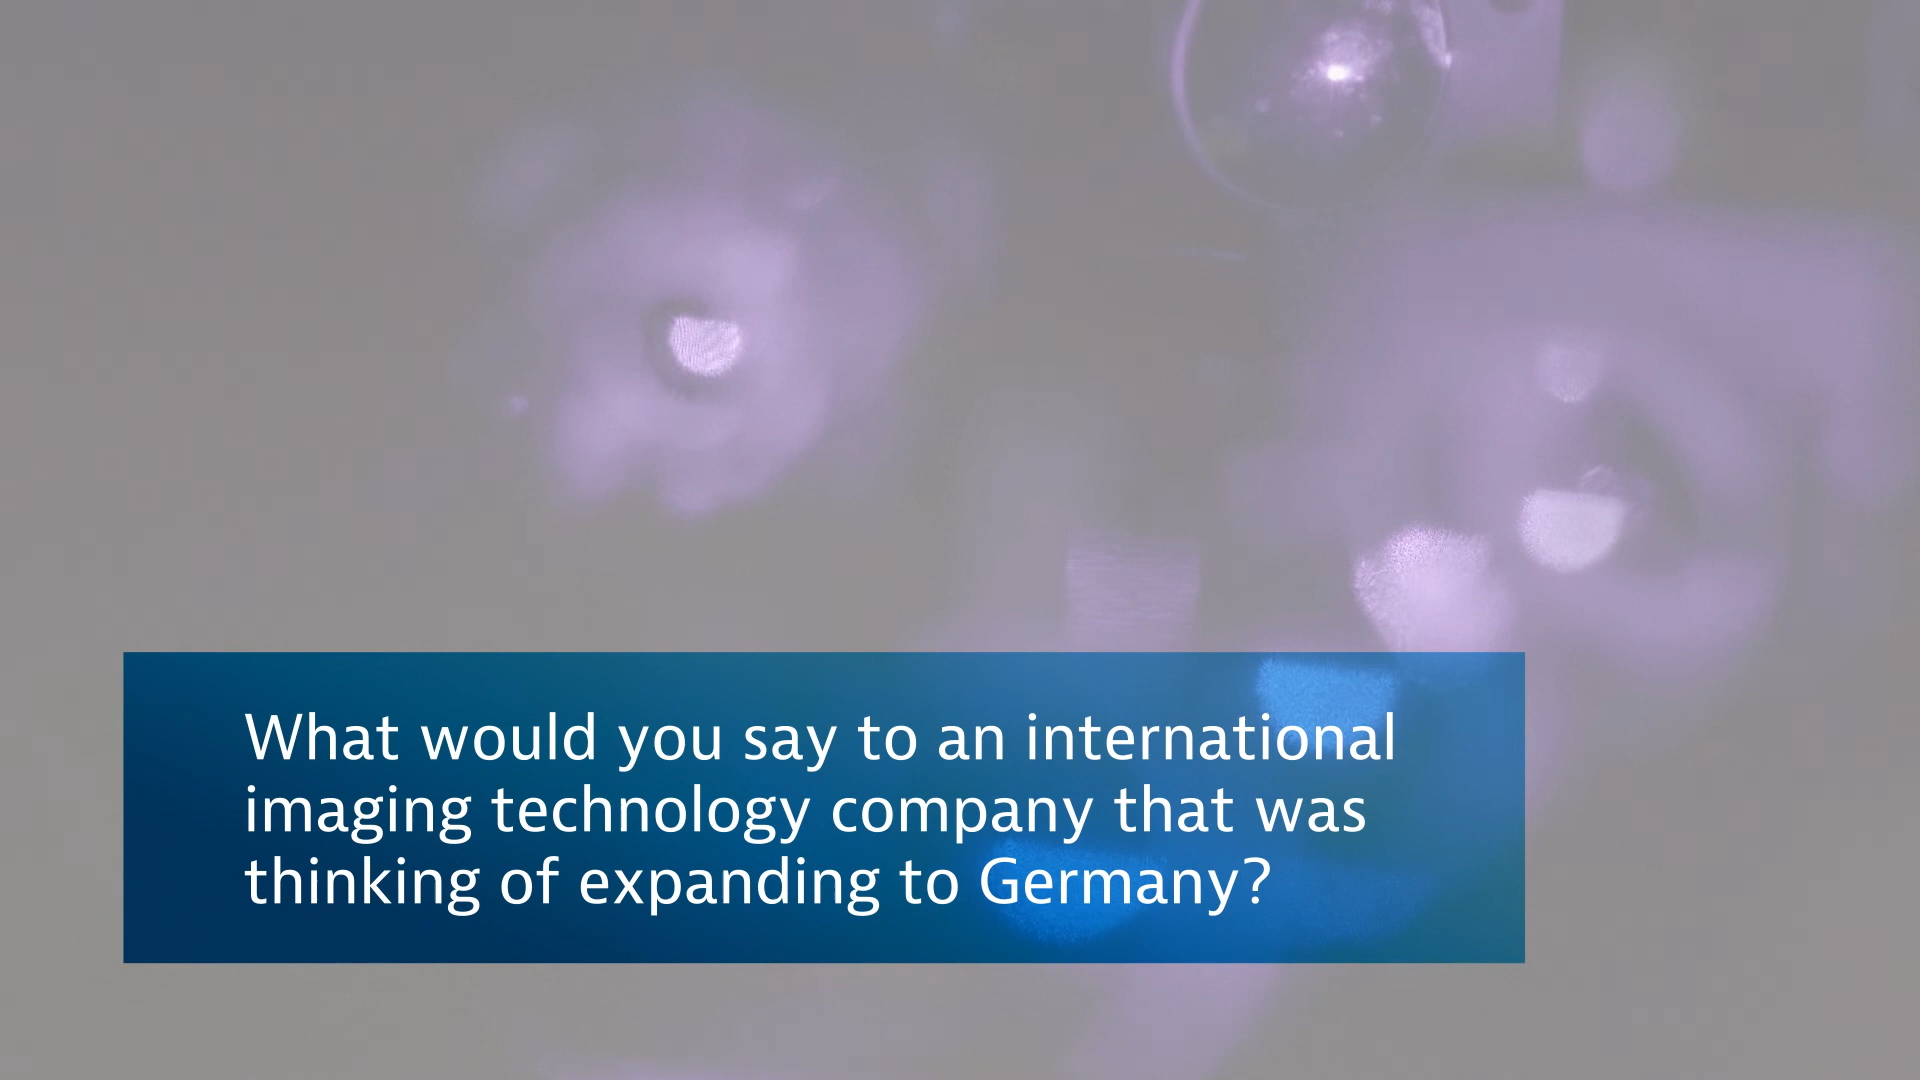 What would you say to an international
imaging technology company that was
thinking of expanding to Germany?